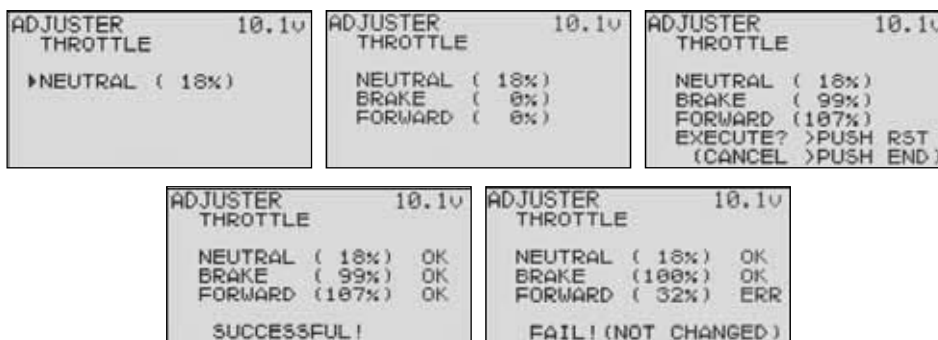 ADJUSTER 10.1v
THROTTLE
▶NEUTRAL ( 18%)
ADJUSTER 10.1v
THROTTLE
NEUTRAL ( 18%)
BRAKE ( 0%)
FORWARD ( 0%)
ADJUSTER 10.1v
THROTTLE
NEUTRAL ( 18%)
BRAKE ( 99%)
FORWARD (107%)
EXECUTE? >PUSH RST
(CANCEL >PUSH END)
ADJUSTER 10.1v
THROTTLE
NEUTRAL ( 18%) OK
BRAKE ( 99%) OK
FORWARD (107%) OK
SUCCESSFUL!
ADJUSTER 10.1v
THROTTLE
NEUTRAL ( 18%) OK
BRAKE (100%) OK
FORWARD ( 32%) ERR
FAIL!(NOT CHANGED)